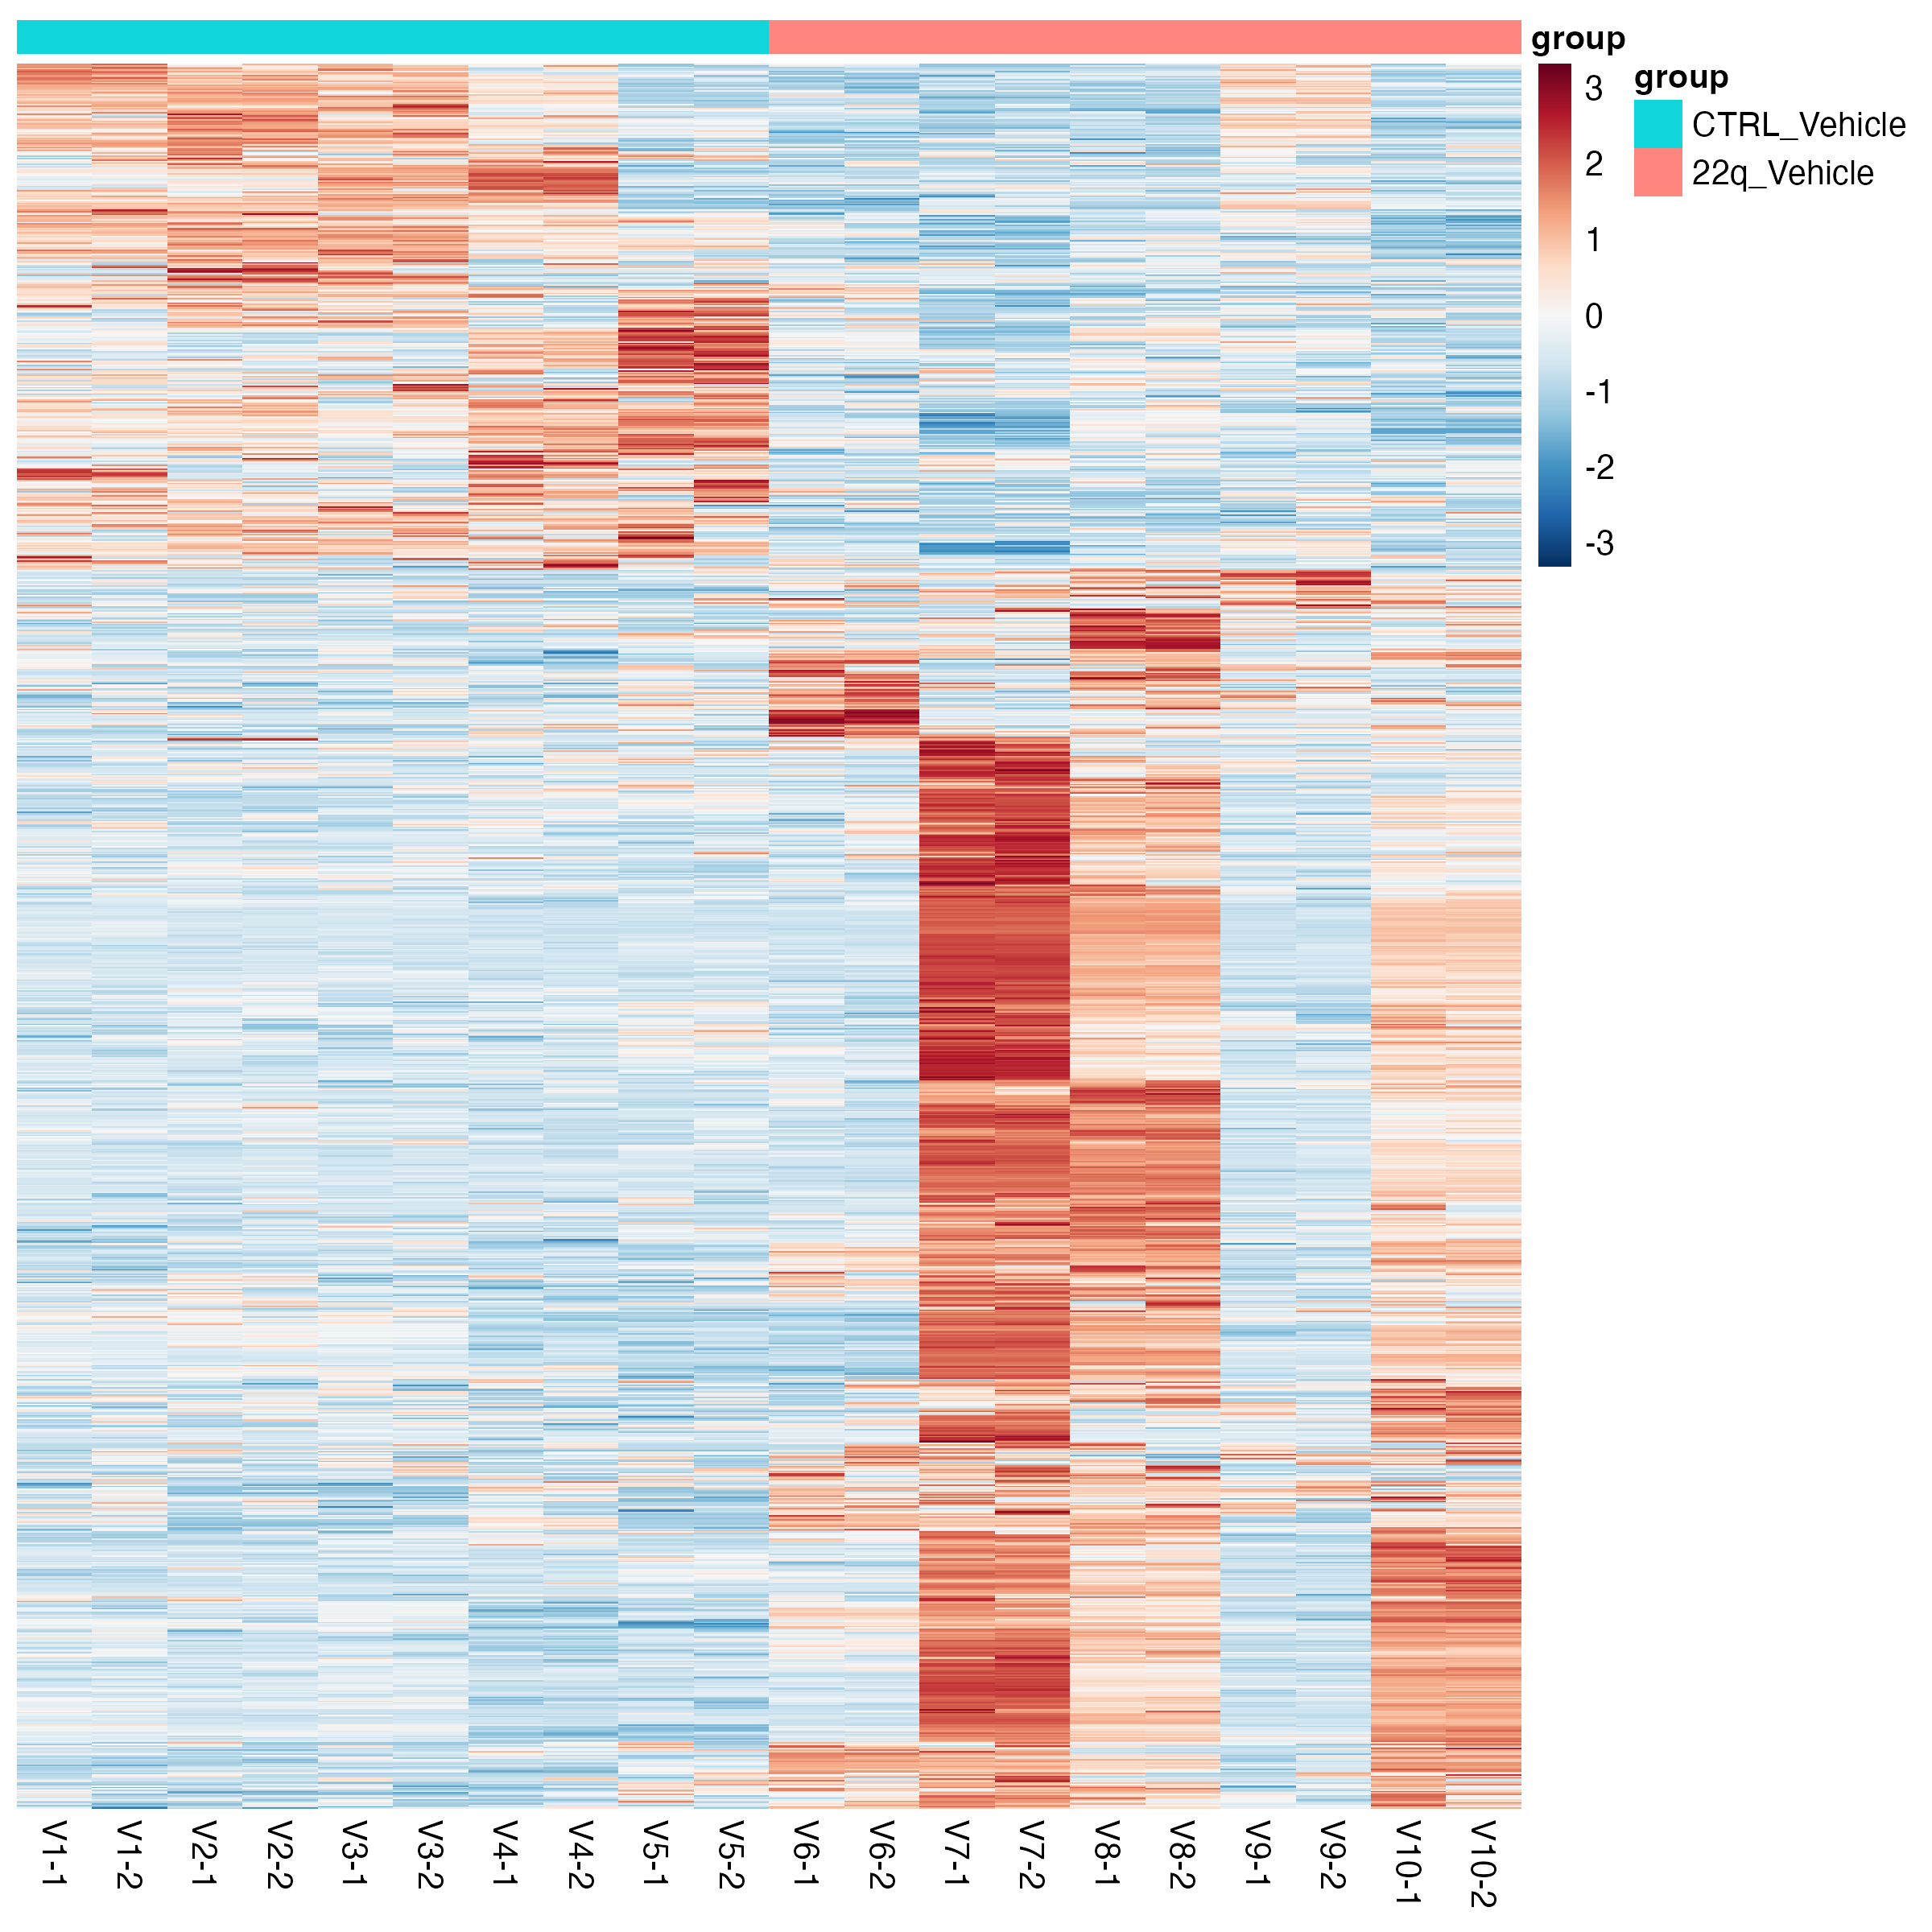 group
group
CTRL_Vehicle
22q_Vehicle
3
2
1
0
-1
-2
-3
V1-1
V1-2
V2-1
V2-2
V3-1
V3-2
V4-1
V4-2
V5-1
V5-2
V6-1
V6-2
V7-1
V7-2
V8-1
V8-2
V9-1
V9-2
V10-1
V10-2